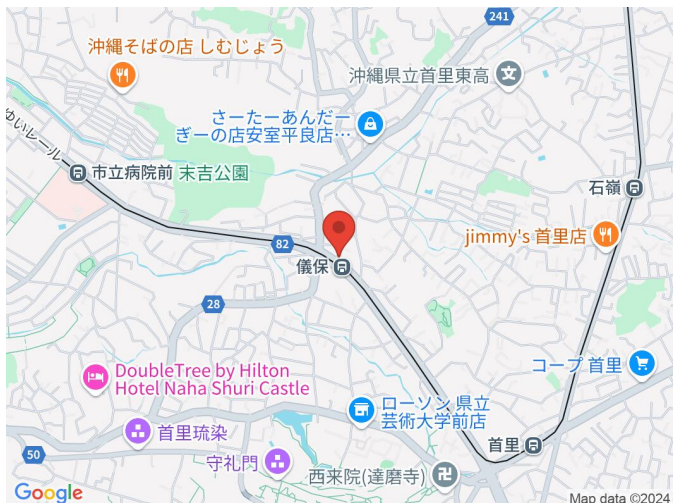 241
沖縄そばの店 しむじょう
沖縄県立首里東高
文
さーたーあんだー
ぎーの店安室平良店…
ゆいレール
市立病院前
末吉公園
石嶺
jimmy's 首里店
82
儀保
28
DoubleTree by Hilton
Hotel Naha Shuri Castle
コープ 首里
ローソン 県立
芸術大学前店
首里琉染
首里
50
守礼門
西来院(達磨寺)
Google
Map data ©2024